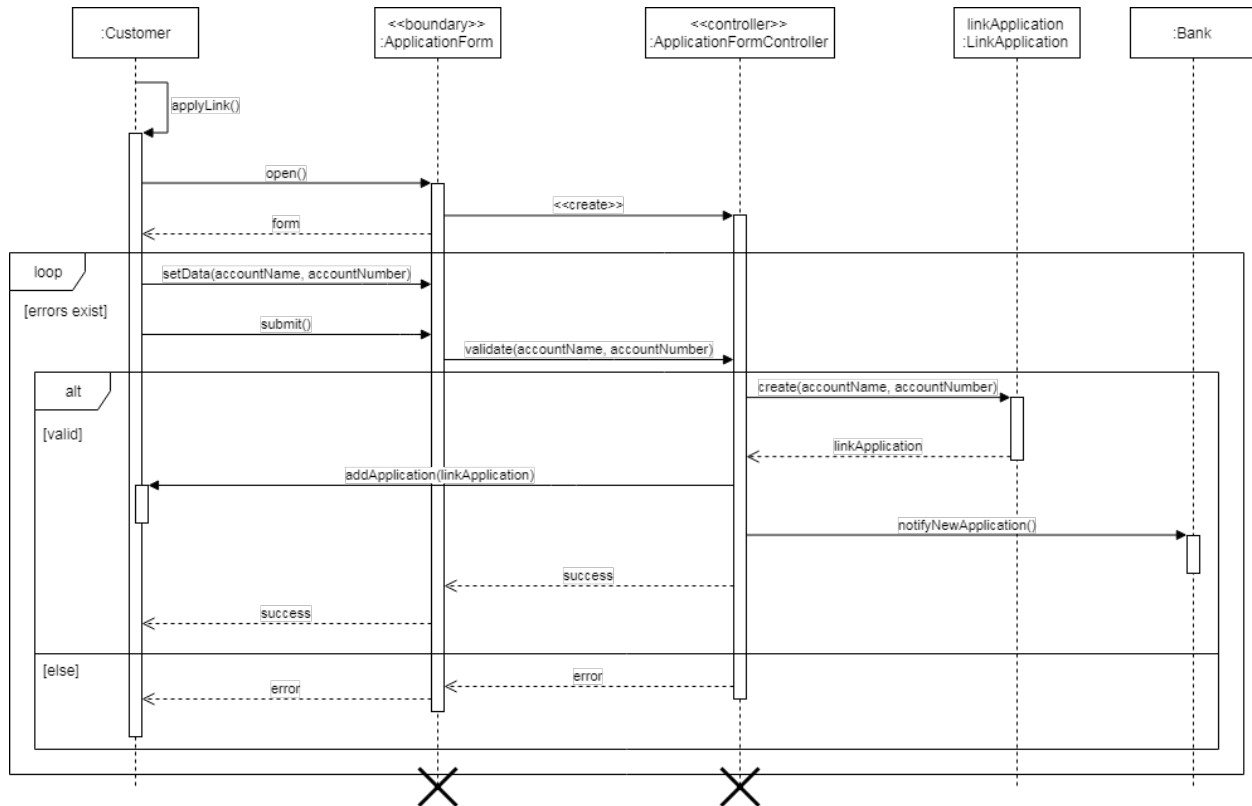 :Customer
<<boundary>>
:ApplicationForm
<<controller>>
:ApplicationFormController
linkApplication
:LinkApplication
:Bank
applyLink()
open()
<<create>>
form
loop
setData(accountName, accountNumber)
[errors exist]
submit()
validate(accountName, accountNumber)
alt
create(accountName, accountNumber)
[valid]
linkApplication
addApplication(linkApplication)
notifyNewApplication()
success
success
[else]
error
error